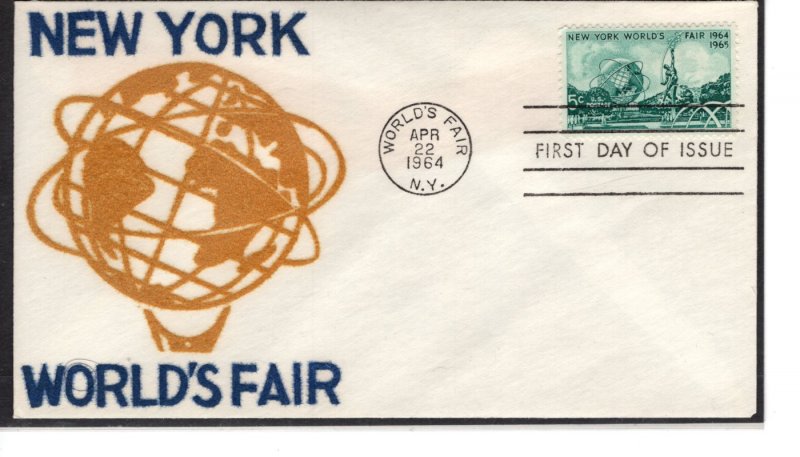 NEW YORK
WORLD'S FAIR
WORLD'S FAIR
APR
22
1964
N.Y.
NEW YORK WORLD'S FAIR 1964
1965
5c
U.S.
POSTAGE
FIRST DAY OF ISSUE